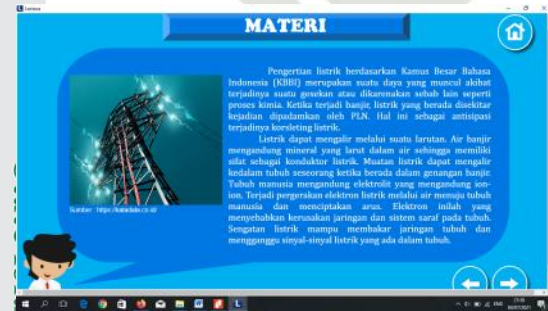 MATERI
Pengertian listrik berdasarkan Kamus Besar Bahasa
Indonesia (KBBI) merupakan suatu daya yang muncul akibat
terjadinya suatu gesekan atau dikarenakan sebab lain seperti
proses kimia. Ketika terjadi banjir, listrik yang berada disekitar
kejadian dipadamkan oleh PLN. Hal ini sebagai antisipasi
terjadinya korsleting listrik.
Listrik dapat mengalir melalui suatu larutan. Air banjir
mengandung mineral yang larut dalam air sehingga memiliki
sifat sebagai konduktor listrik. Muatan listrik dapat mengalir
kedalam tubuh seseorang ketika berada dalam genangan banjir.
Tubuh manusia mengandung elektrolit yang mengandung ion-
ion. Terjadi pergerakan elektron listrik melalui air menuju tubuh
manusia dan menciptakan arus. Elektron inilah yang
menyebabkan kerusakan jaringan dan sistem saraf pada tubuh.
Sengatan listrik mampu membakar jaringan tubuh dan
mengganggu sinyal-sinyal listrik yang ada dalam tubuh.
Sumber : https://katadata.co.id/